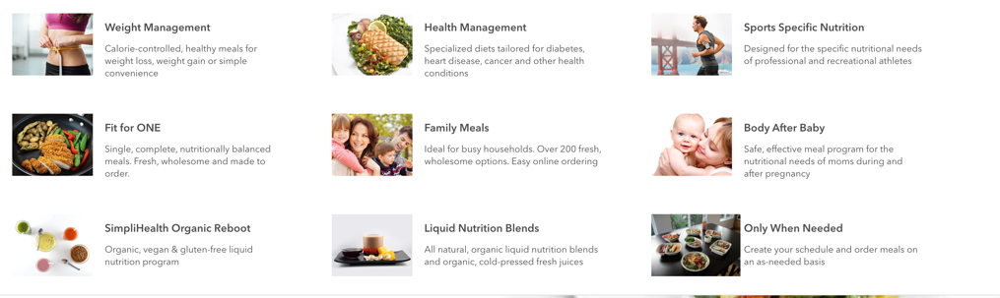 Weight Management
Calorie-controlled, healthy meals for
weight loss, weight gain or simple
convenience
Health Management
Specialized diets tailored for diabetes,
heart disease, cancer and other health
conditions
Sports Specific Nutrition
Designed for the specific nutritional needs
of professional and recreational athletes
Fit for ONE
Single, complete, nutritionally balanced
meals. Fresh, wholesome and made to
order.
Family Meals
Ideal for busy households. Over 200 fresh,
wholesome options. Easy online ordering
Body After Baby
Safe, effective meal program for the
nutritional needs of moms during and
after pregnancy
SimpliHealth Organic Reboot
Organic, vegan & gluten-free liquid
nutrition program
Liquid Nutrition Blends
All natural, organic liquid nutrition blends
and organic, cold-pressed fresh juices
Only When Needed
Create your schedule and order meals on
an as-needed basis